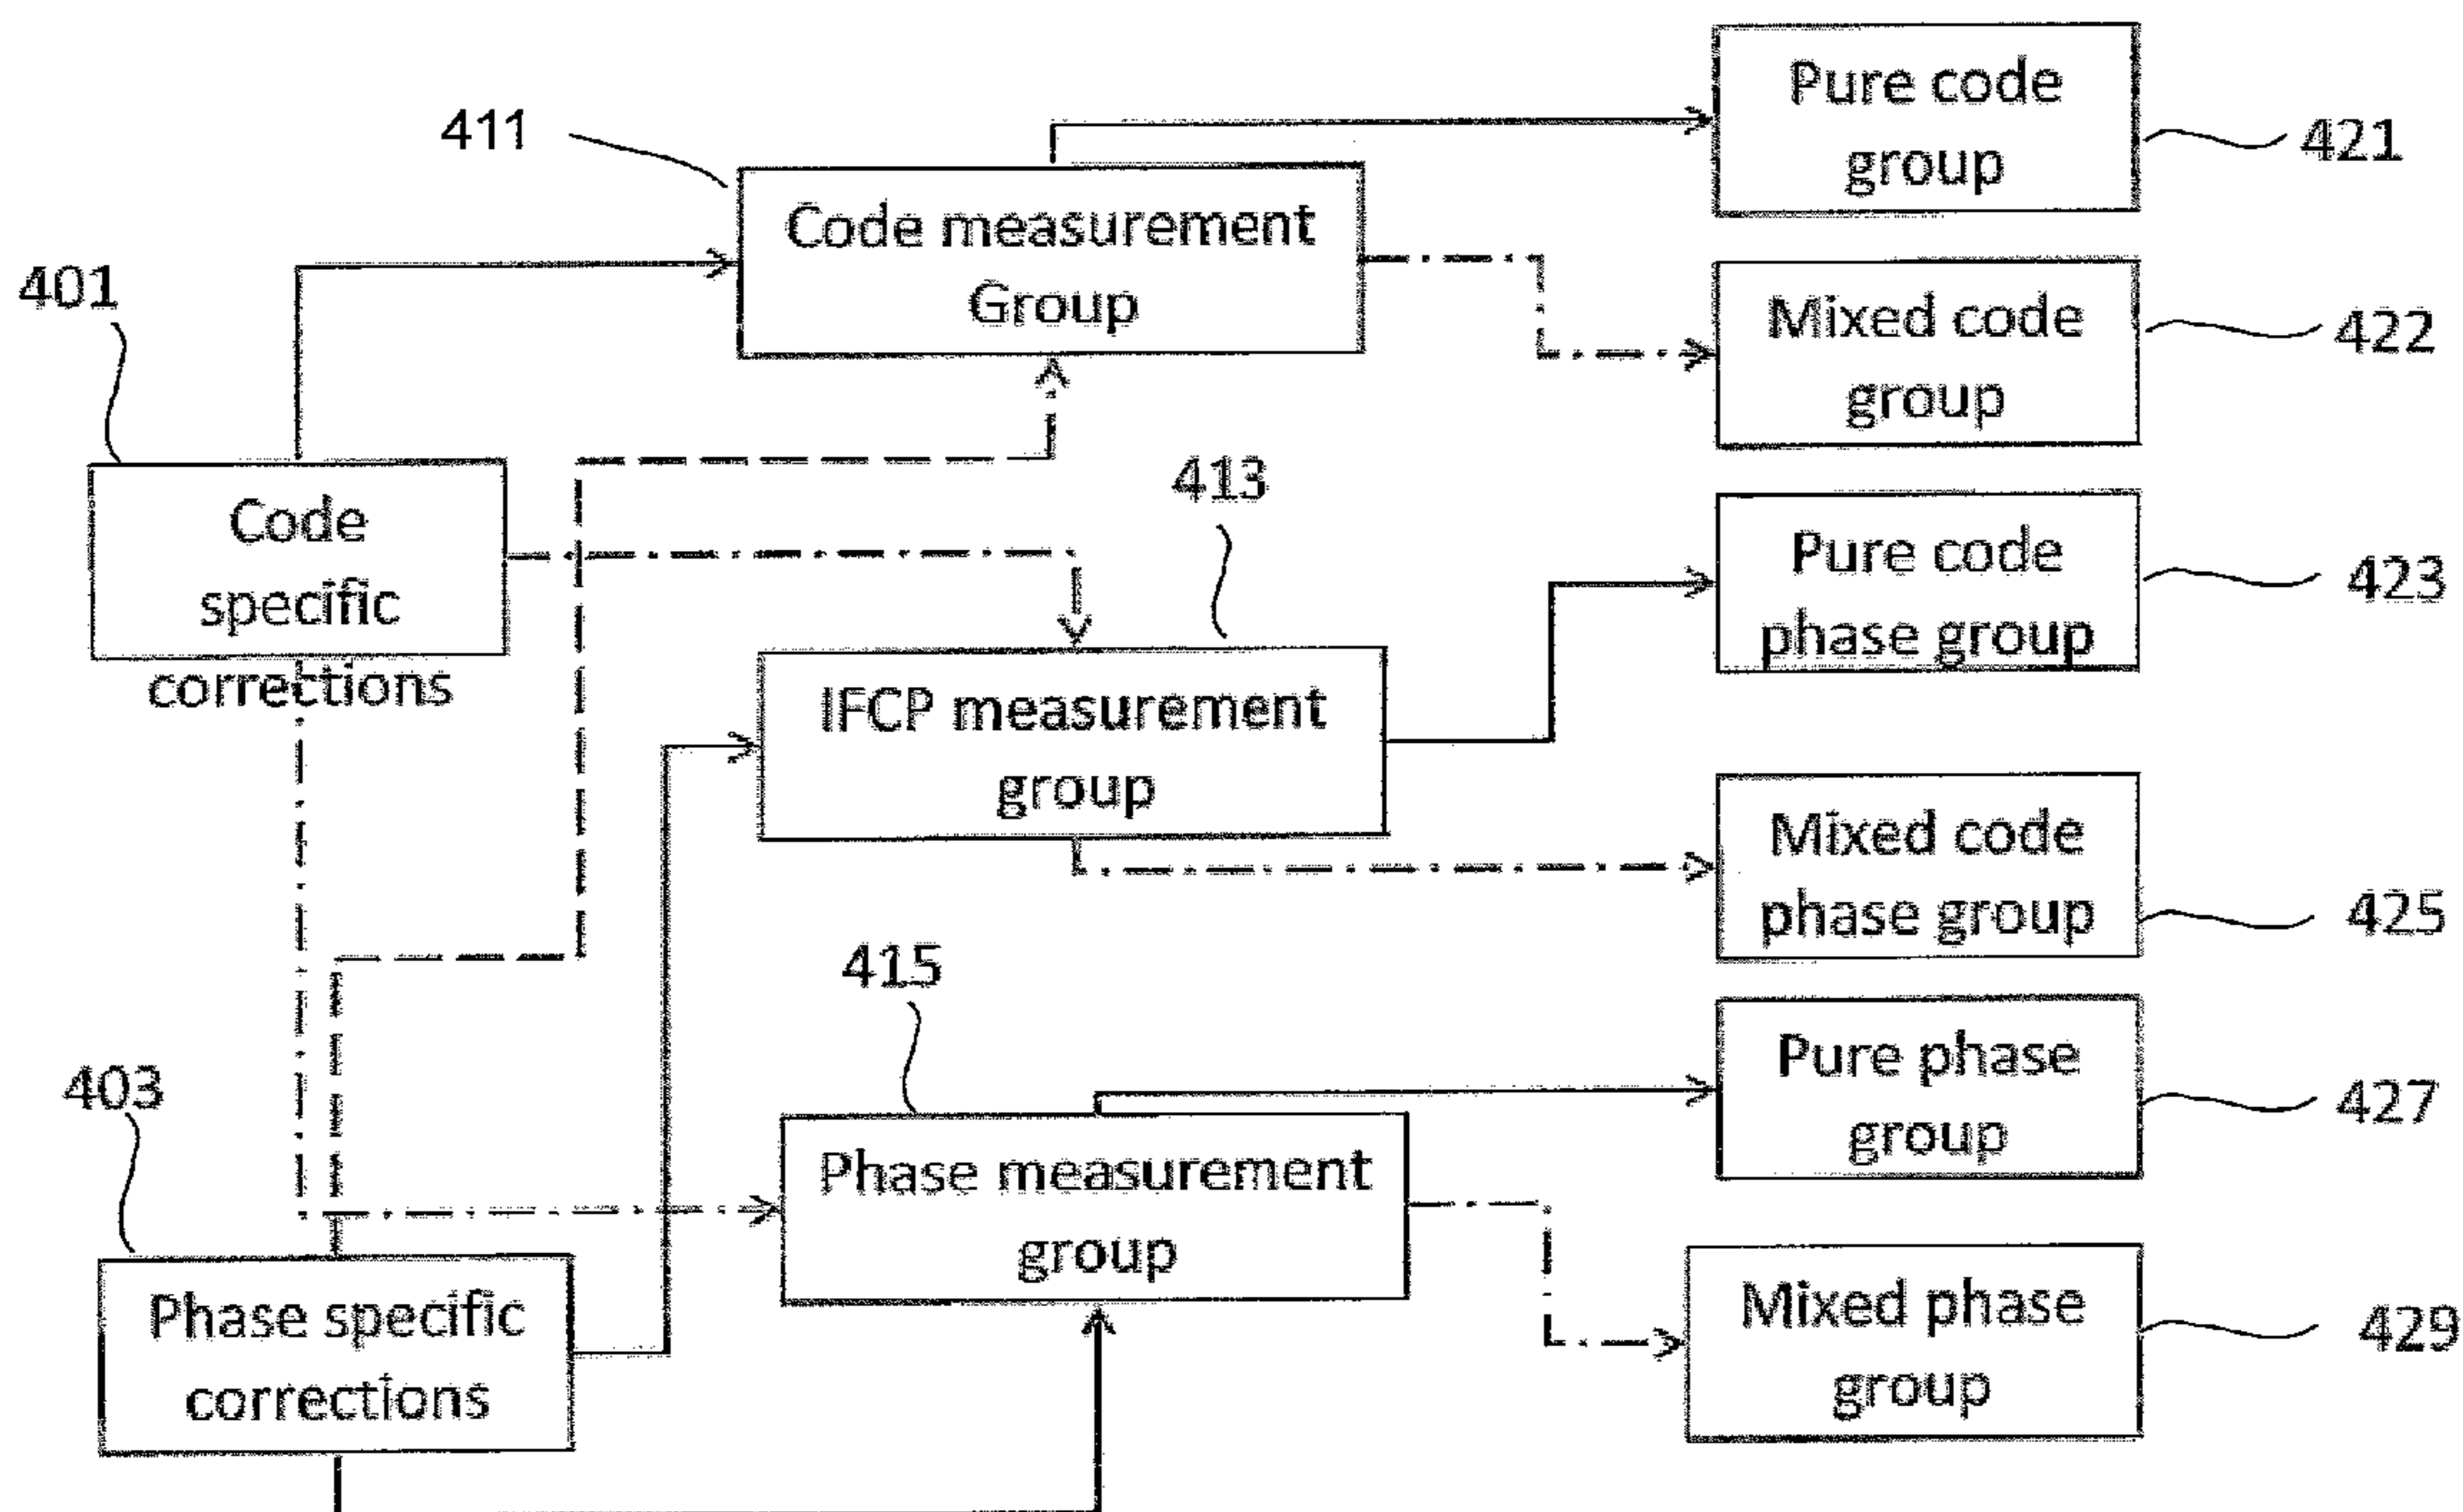 Pure code
group
421
411
Code measurement
Group
401
Mixed code
group
422
Code
specific
corrections
413
Pure code
phase group
423
IFCP measurement
group
Mixed code
phase group
425
415
Pure phase
group
427
403
Phase measurement
group
Phase specific
corrections
Mixed phase
group
429